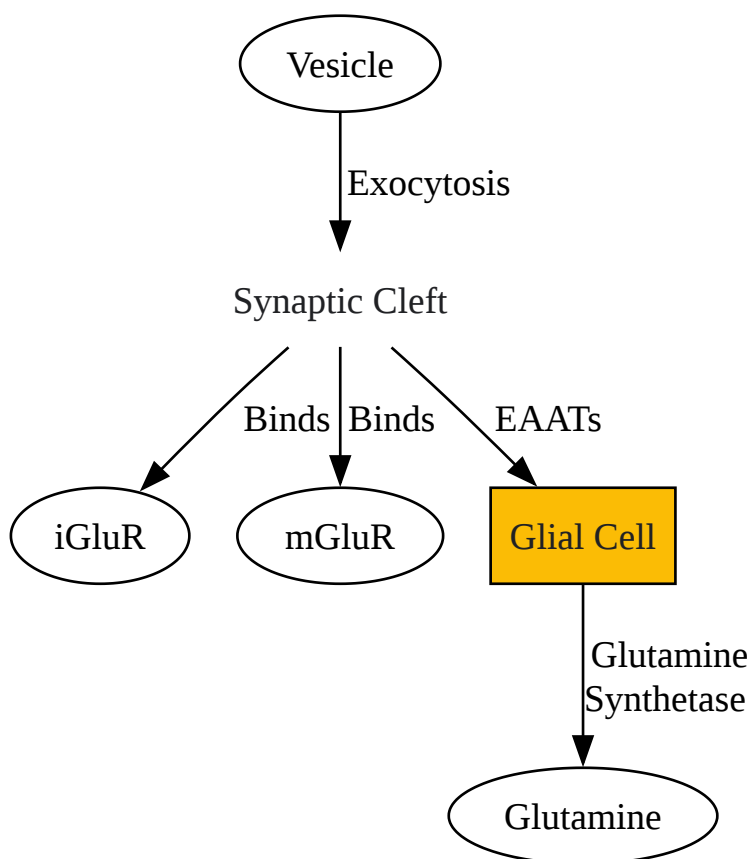 Vesicle
Exocytosis
Synaptic Cleft
Binds
Binds
EAATs
iGluR
mGluR
Glial Cell
Glutamine
Synthetase
Glutamine